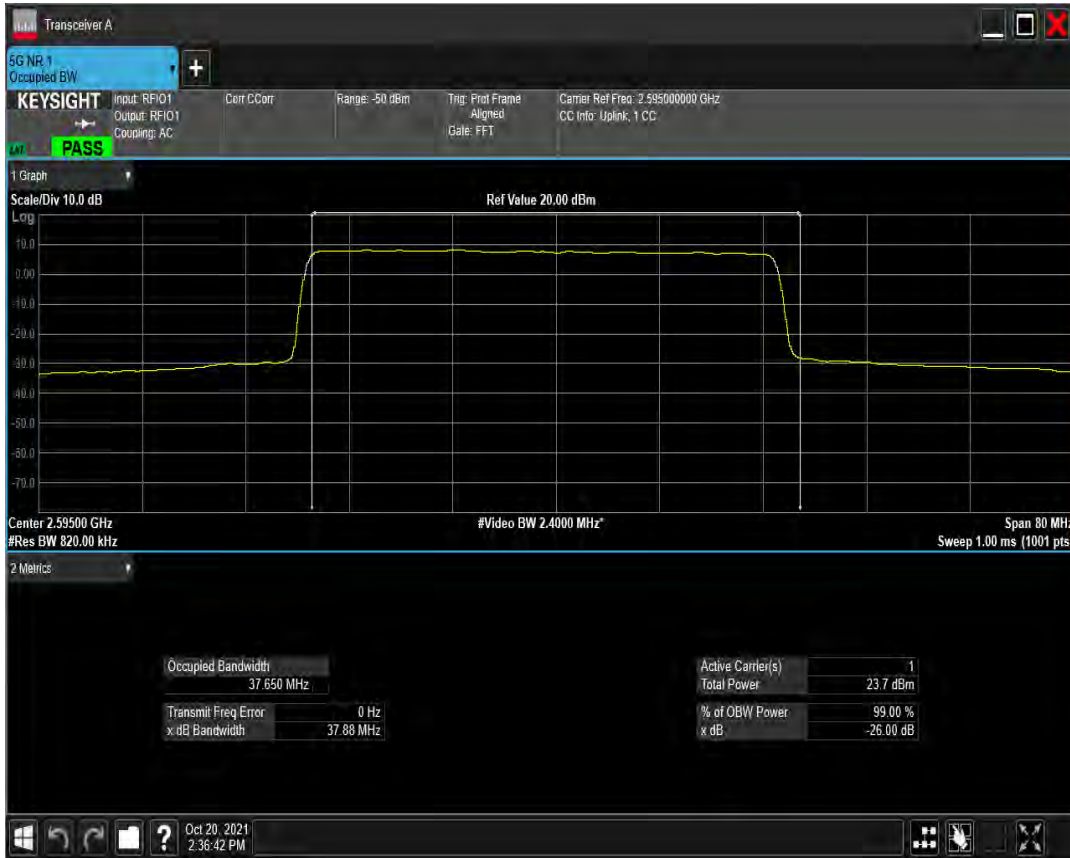 Transceiver A
5G NR 1
Occupied BW
+
KEYSIGHT
PASS
Input: RFIO1
Output: RFIO1
Coupling: AC
Corr CCorr
Range: -50 dBm
Trig: Prot Frame
Aligned
Gate: FFT
Carrier Ref Freq: 2.595000000 GHz
CC Info: Uplink, 1 CC
1 Graph
Scale/Div 10.0 dB
Ref Value 20.00 dBm
Log
10.0
0.00
-10.0
-20.0
-30.0
-40.0
-50.0
-60.0
-70.0
Center 2.59500 GHz
#Video BW 2.4000 MHz*
Span 80 MHz
#Res BW 820.00 kHz
Sweep 1.00 ms (1001 pts
2 Metrics
Occupied Bandwidth
37.650 MHz
Transmit Freq Error 0 Hz
x dB Bandwidth 37.88 MHz
Active Carrier(s) 1
Total Power 23.7 dBm
% of OBW Power 99.00 %
x dB -26.00 dB
?
Oct 20, 2021
2:36:42 PM